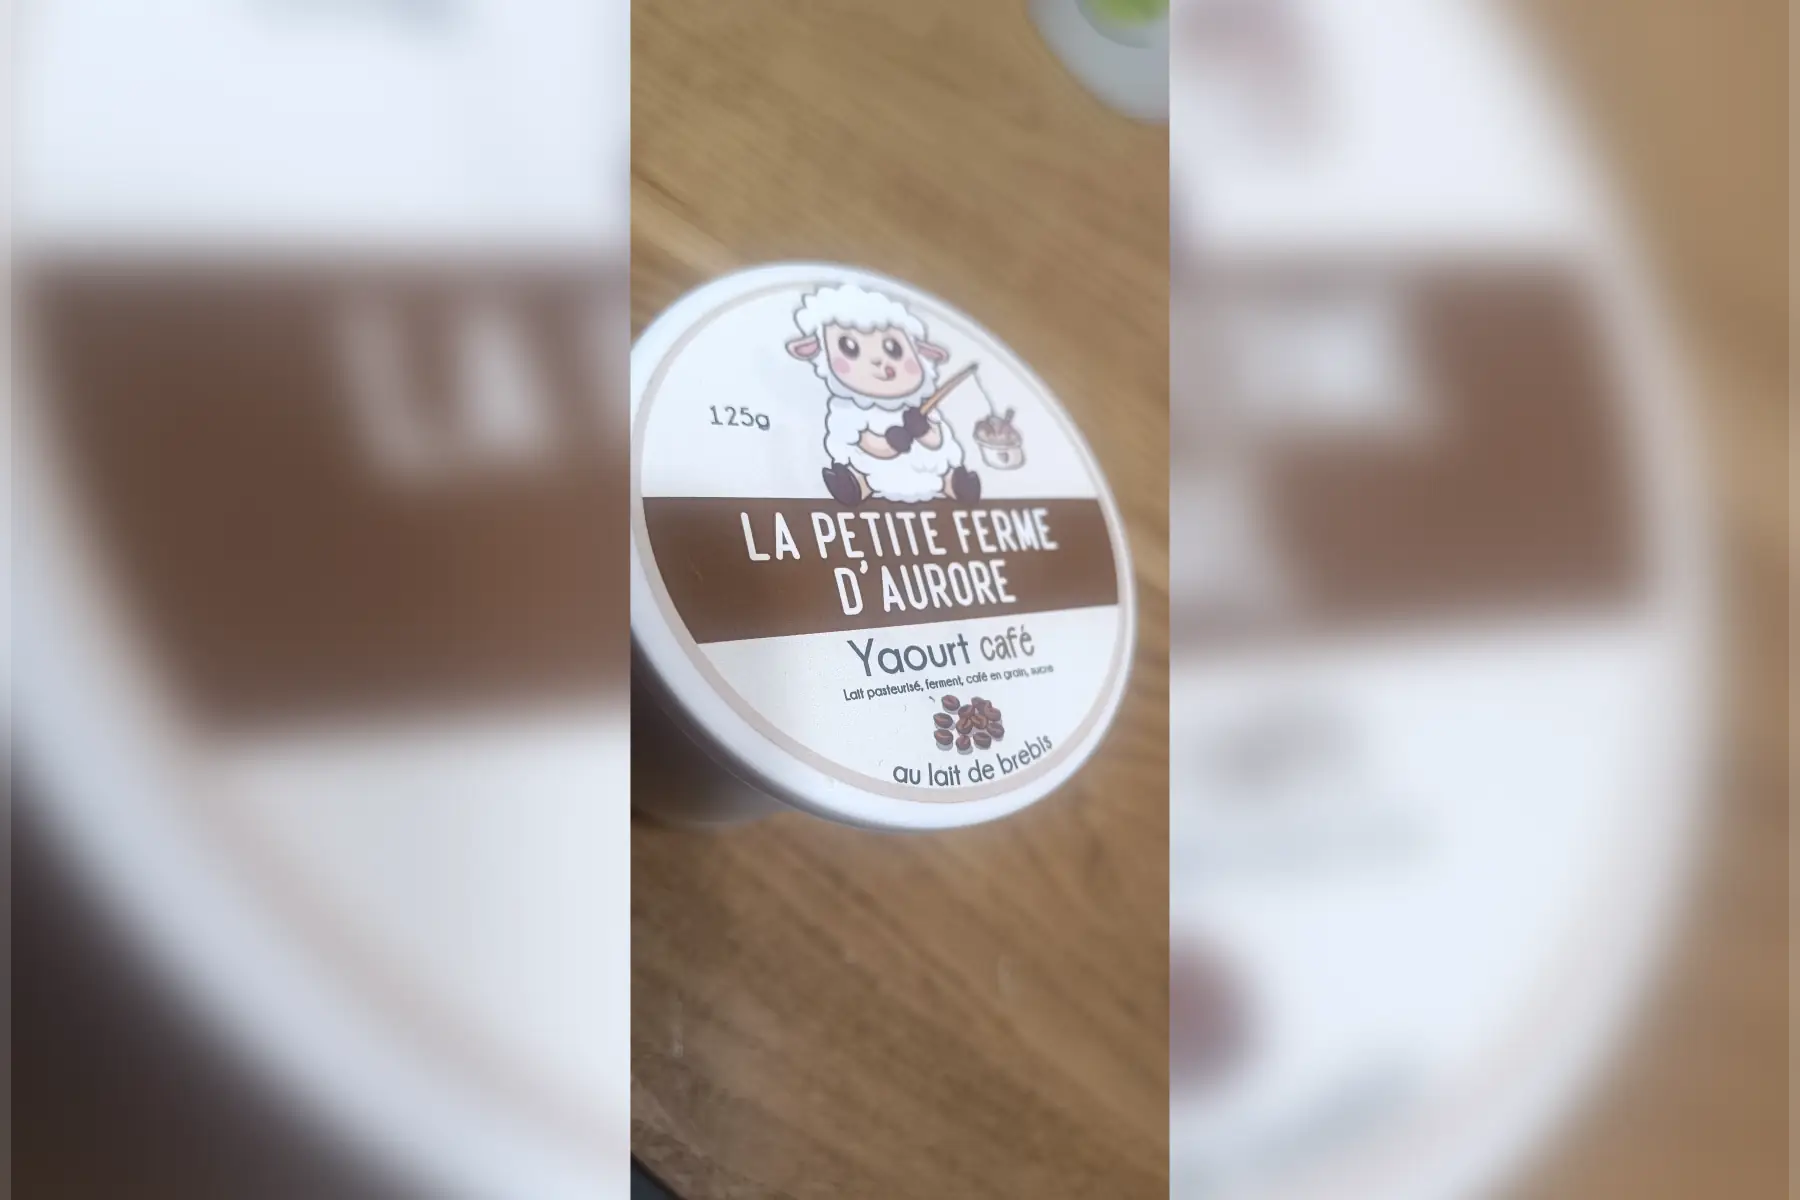 125g
LA PETITE FERME
D'AURORE
Yaourt café
Lait pasteurisé, ferment, café en grain, sucre
au lait de brebis